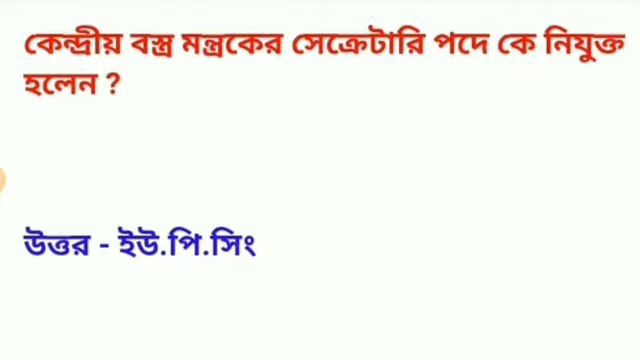 কেন্দ্রীয় বস্ত্র মন্ত্রকের সেক্রেটারি পদে কে নিযুক্ত
হলেন ?
উত্তর - ইউ.পি.সিং